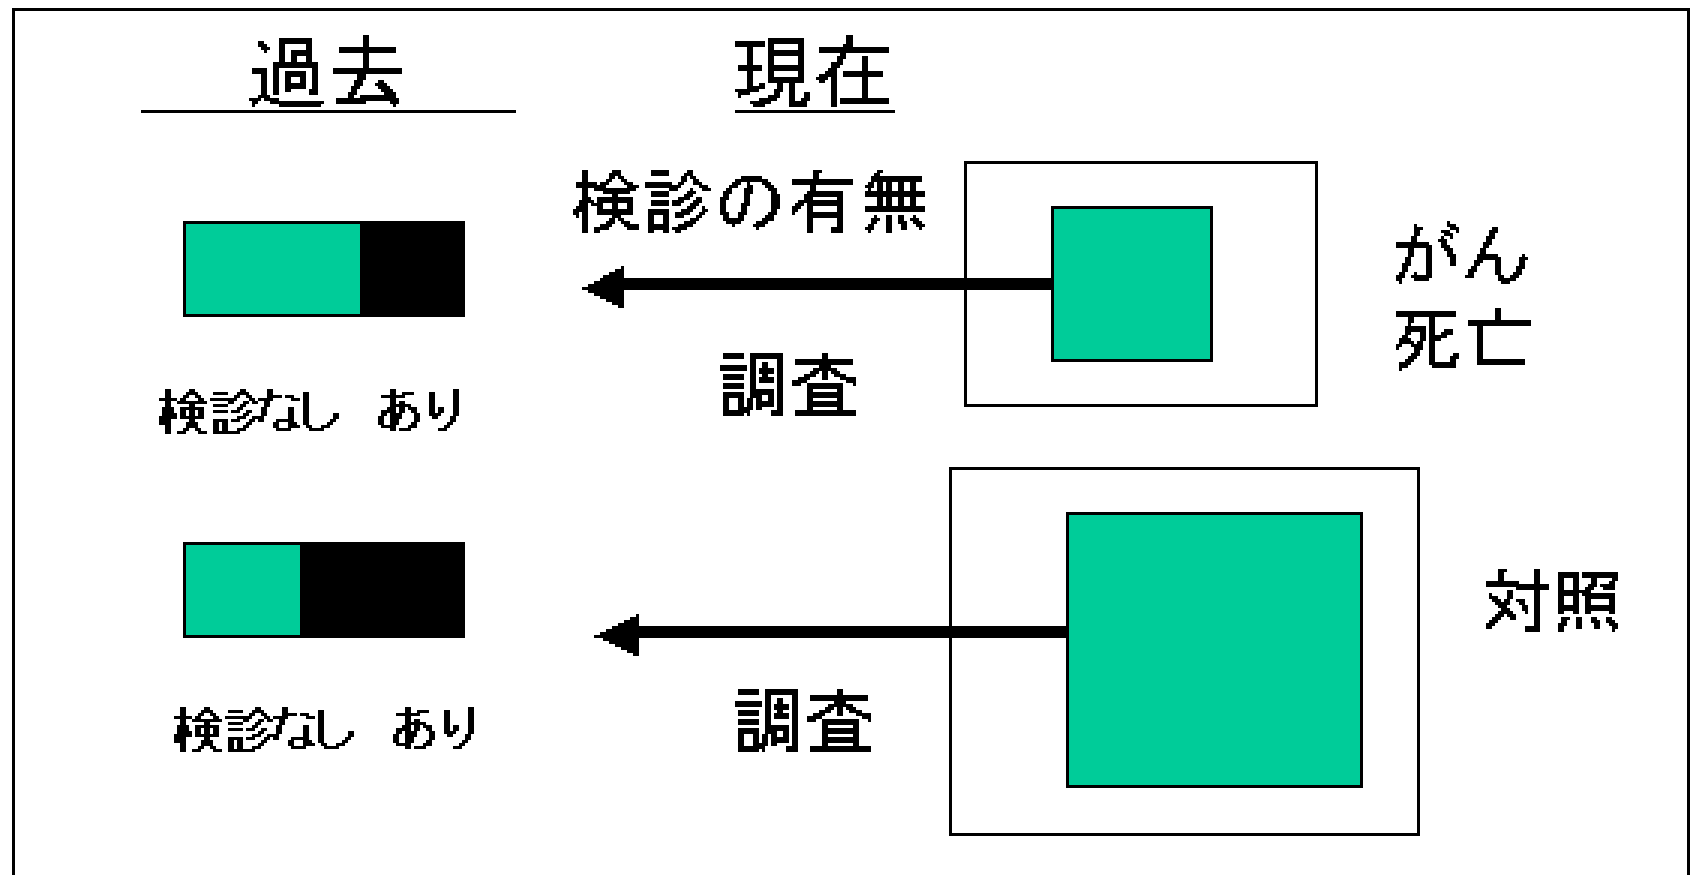 過去
現在
検診の有無
がん
死亡
調査
検診なし あり
対照
調査
検診なし あり